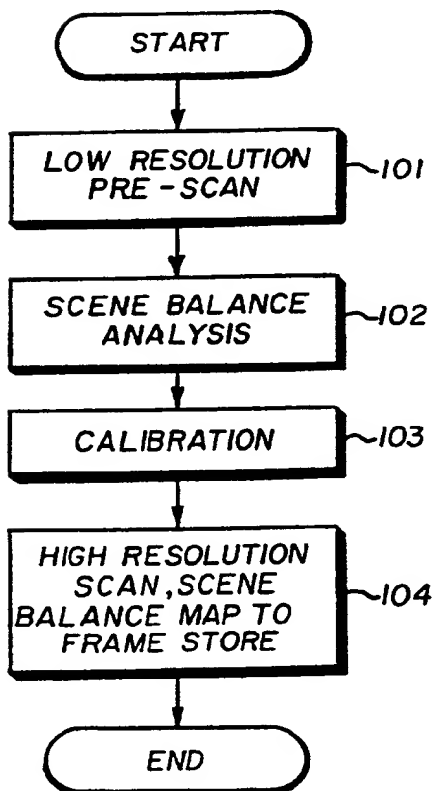 START
LOW RESOLUTION
PRE-SCAN
101
SCENE BALANCE
ANALYSIS
102
CALIBRATION
103
HIGH RESOLUTION
SCAN, SCENE
BALANCE MAP TO
FRAME STORE
104
END